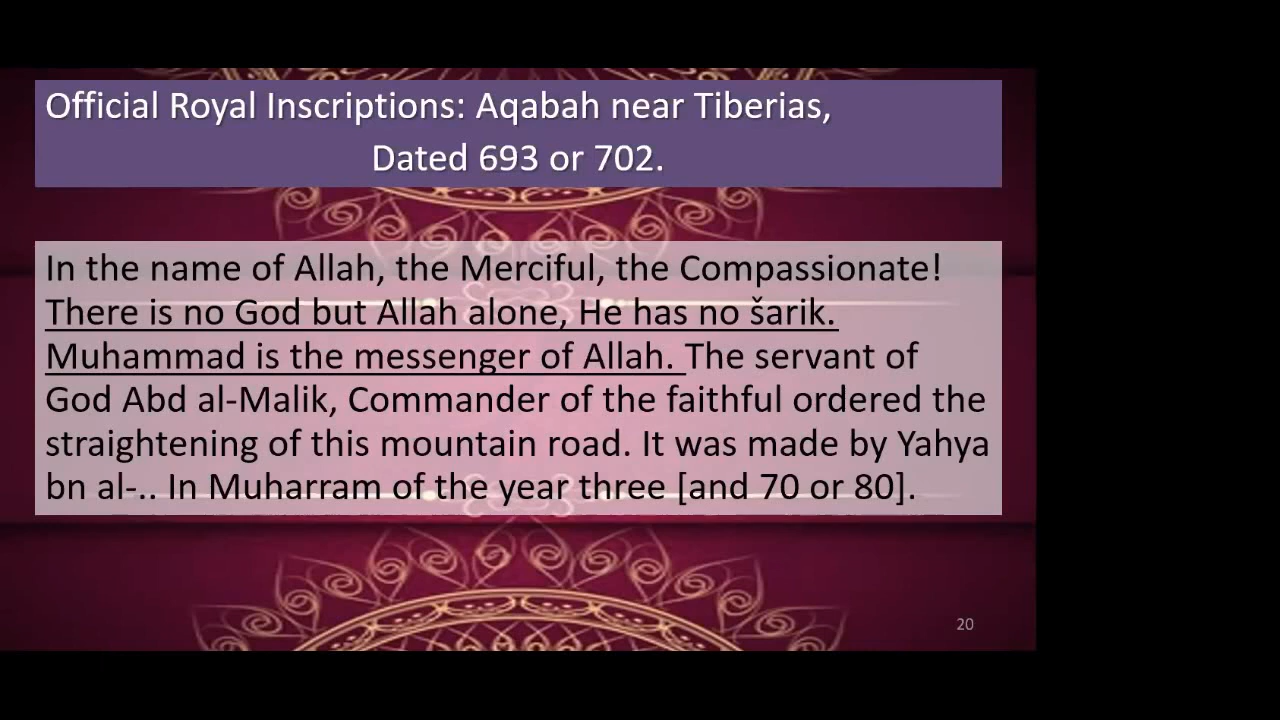 Official Royal Inscriptions: Aqabah near Tiberias,
Dated 693 or 702.
In the name of Allah, the Merciful, the Compassionate!
There is no God but Allah alone, He has no šarik.
Muhammad is the messenger of Allah. The servant of
God Abd al-Malik, Commander of the faithful ordered the
straightening of this mountain road. It was made by Yahya
bn al-.. In Muharram of the year three [and 70 or 80].
20